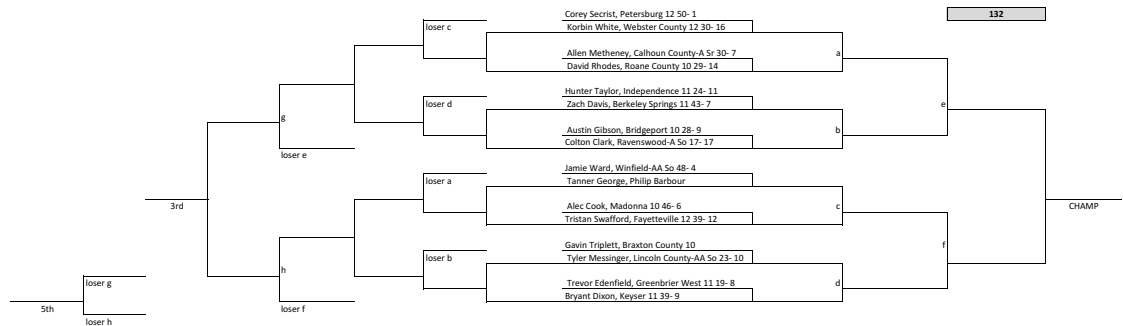 Corey Secrist, Petersburg 12 50- 1
132
loser c
Korbin White, Webster County 12 30- 16
Allen Metheney, Calhoun County-A Sr 30- 7
a
David Rhodes, Roane County 10 29- 14
Hunter Taylor, Independence 11 24- 11
loser d
Zach Davis, Berkeley Springs 11 43- 7
e
g
Austin Gibson, Bridgeport 10 28- 9
b
Colton Clark, Ravenswood-A So 17- 17
loser e
Jamie Ward, Winfield-AA So 48- 4
loser a
Tanner George, Philip Barbour
3rd
Alec Cook, Madonna 10 46- 6
c
CHAMP
Tristan Swafford, Fayetteville 12 39- 12
Gavin Triplett, Braxton County 10
f
loser b
Tyler Messinger, Lincoln County-AA So 23- 10
h
loser g
Trevor Edenfield, Greenbrier West 11 19- 8
d
Bryant Dixon, Keyser 11 39- 9
5th
loser f
loser h